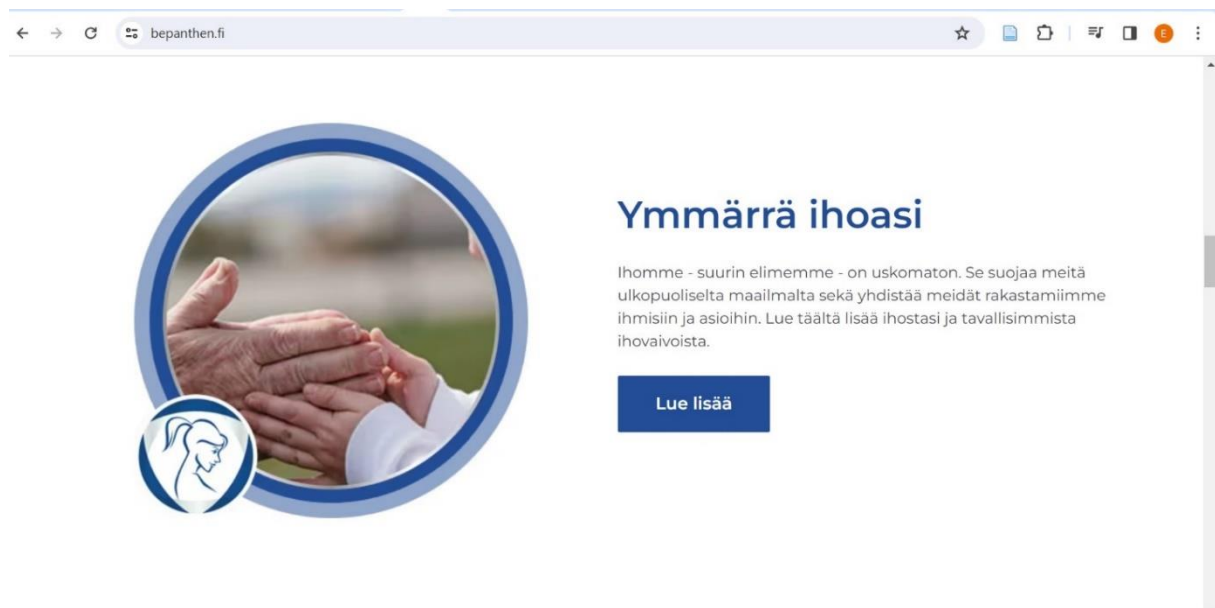 bepanthen.fi
E
Ymmärrä ihoasi
Ihomme - suurin elimemme - on uskomaton. Se suojaa meitä
ulkopuoliselta maailmalta sekä yhdistää meidät rakastamiimme
ihmisiin ja asioihin. Lue täältä lisää ihostasi ja tavallisimmista
ihovaivoista.
Lue lisää